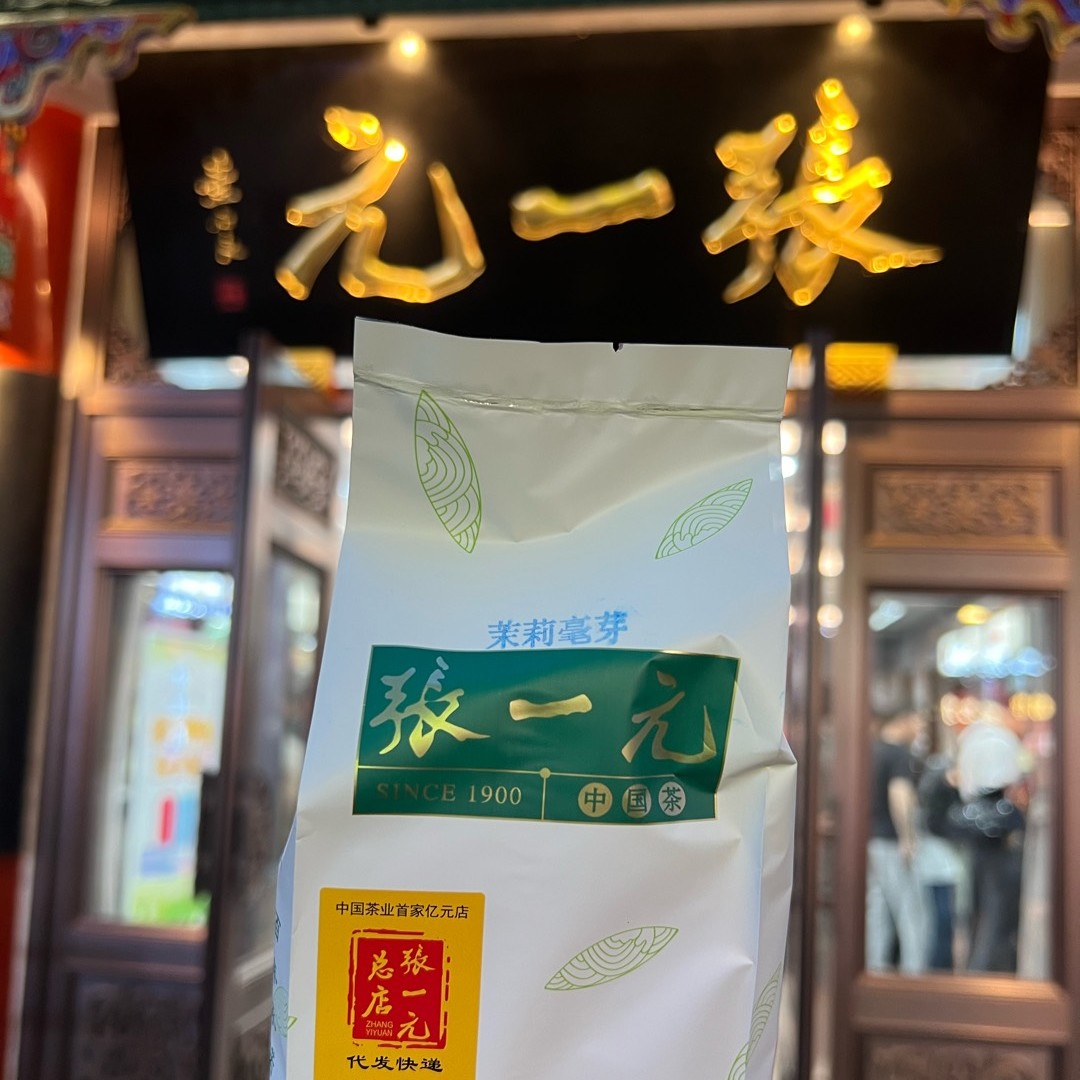 張一元
茉莉毫芽
張一元
SINCE 1900
中国茶
中国茶业首家亿元店
張一元
总店
ZHANG
YIYUAN
代发快递